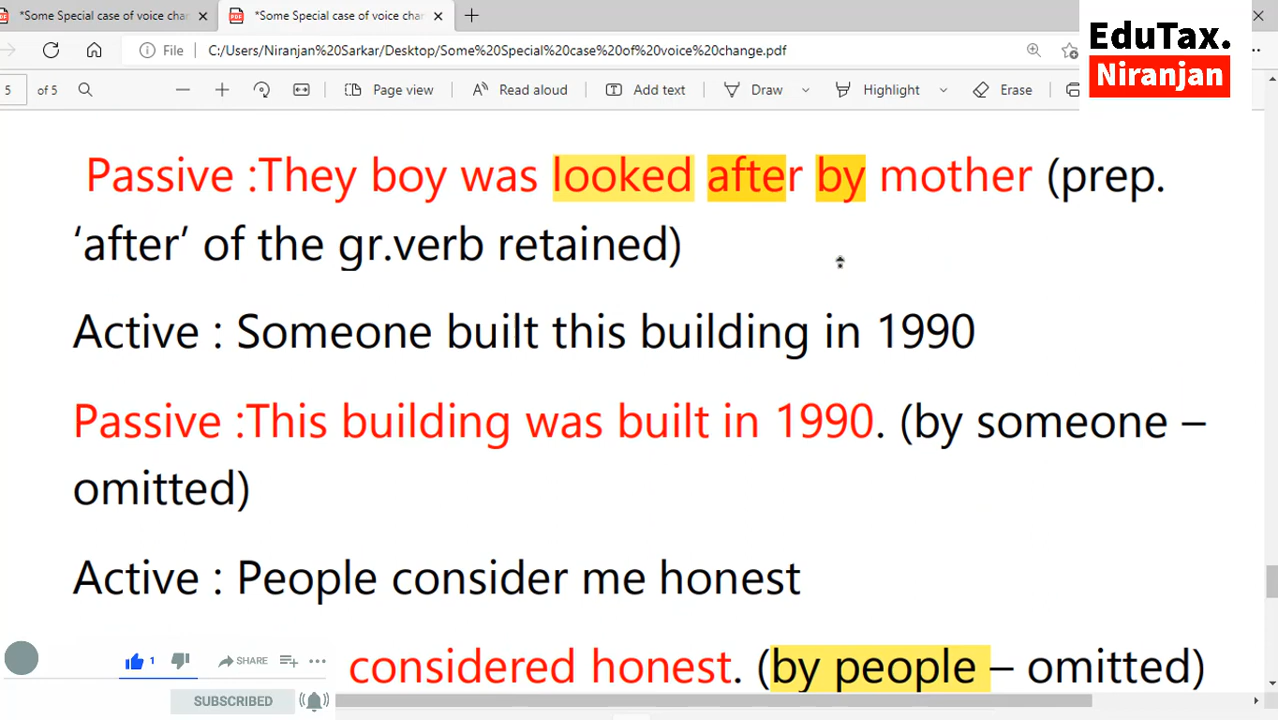 *Some Special case of voice chan
*Some Special case of voice chan
EduTax.
Niranjan
File C:/Users/Niranjan%20Sarkar/Desktop/Some%20Special%20case%20of%20voice%20change.pdf
5 of 5 Page view Read aloud Add text Draw Highlight Erase
Passive :They boy was looked after by mother (prep.
‘after’ of the gr.verb retained)
Active : Someone built this building in 1990
Passive :This building was built in 1990. (by someone –
omitted)
Active : People consider me honest
considered honest. (by people – omitted)
1 SHARE
SUBSCRIBED